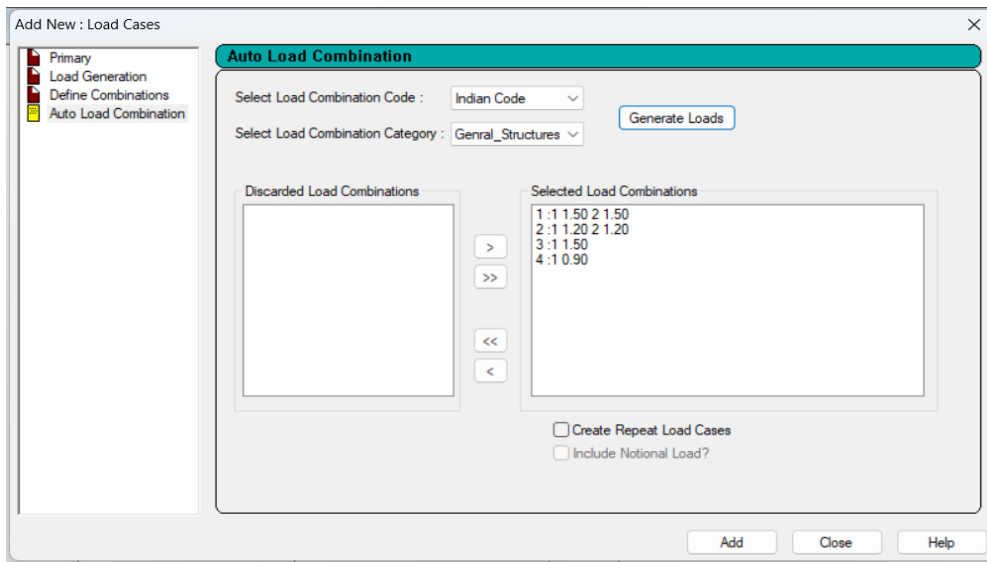 Add New : Load Cases
Primary
Load Generation
Define Combinations
Auto Load Combination
Auto Load Combination
Select Load Combination Code :
Indian Code
Generate Loads
Select Load Combination Category :
Genral_Structures
Discarded Load Combinations
Selected Load Combinations
1 :1 1.50 2 1.50
2 :1 1.20 2 1.20
3 :1 1.50
4 :1 0.90
>
>>
<<
<
Create Repeat Load Cases
Include Notional Load?
Add
Close
Help